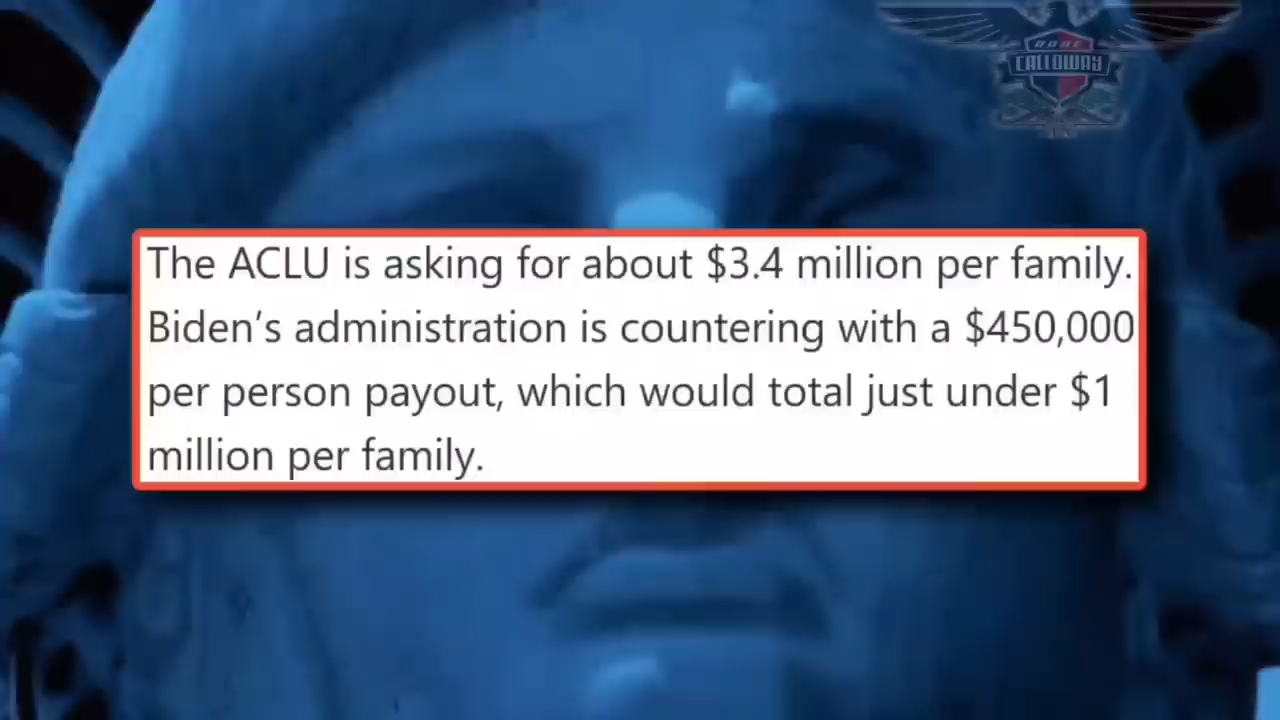 CALLOWAY
The ACLU is asking for about $3.4 million per family.
Biden’s administration is countering with a $450,000
per person payout, which would total just under $1
million per family.